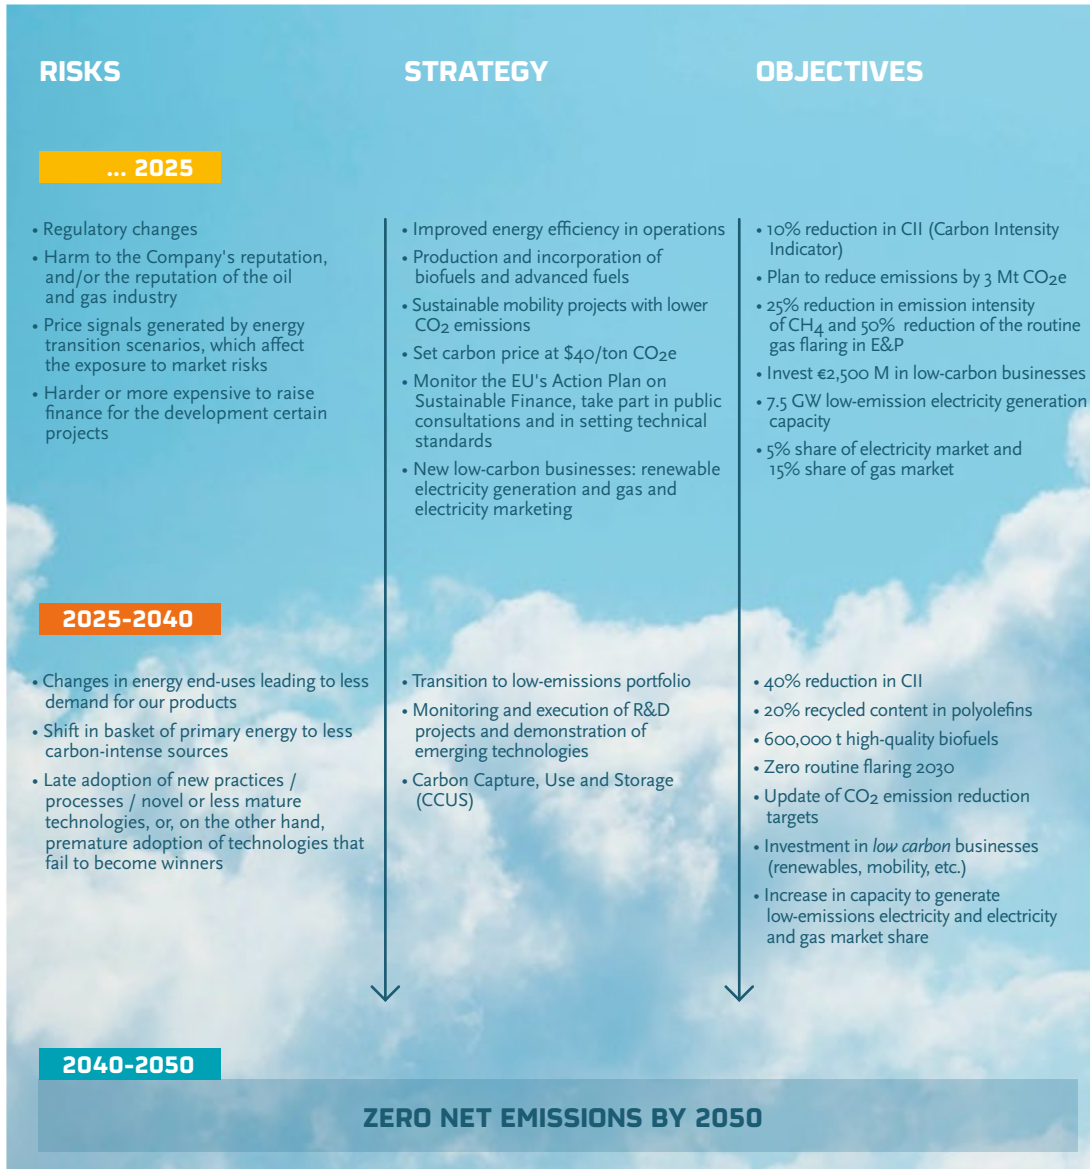 RISKS
STRATEGY
OBJECTIVES
... 2025
• Regulatory changes
• Harm to the Company's reputation,
and/or the reputation of the oil
and gas industry
• Price signals generated by energy
transition scenarios, which affect
the exposure to market risks
• Harder or more expensive to raise
finance for the development certain
projects
• Improved energy efficiency in operations
• Production and incorporation of
biofuels and advanced fuels
• Sustainable mobility projects with lower
CO2 emissions
• Set carbon price at $40/ton CO2e
• Monitor the EU's Action Plan on
Sustainable Finance, take part in public
consultations and in setting technical
standards
• New low-carbon businesses: renewable
electricity generation and gas and
electricity marketing
• 10% reduction in CII (Carbon Intensity
Indicator)
• Plan to reduce emissions by 3 Mt CO2e
• 25% reduction in emission intensity
of CH4 and 50% reduction of the routine
gas flaring in E&P
• Invest €2,500 M in low-carbon businesses
• 7.5 GW low-emission electricity generation
capacity
• 5% share of electricity market and
15% share of gas market
2025-2040
• Changes in energy end-uses leading to less
demand for our products
• Shift in basket of primary energy to less
carbon-intense sources
• Late adoption of new practices /
processes / novel or less mature
technologies, or, on the other hand,
premature adoption of technologies that
fail to become winners
• Transition to low-emissions portfolio
• Monitoring and execution of R&D
projects and demonstration of
emerging technologies
• Carbon Capture, Use and Storage
(CCUS)
• 40% reduction in CII
• 20% recycled content in polyolefins
• 600,000 t high-quality biofuels
• Zero routine flaring 2030
• Update of CO2 emission reduction
targets
• Investment in low carbon businesses
(renewables, mobility, etc.)
• Increase in capacity to generate
low-emissions electricity and electricity
and gas market share
2040-2050
ZERO NET EMISSIONS BY 2050